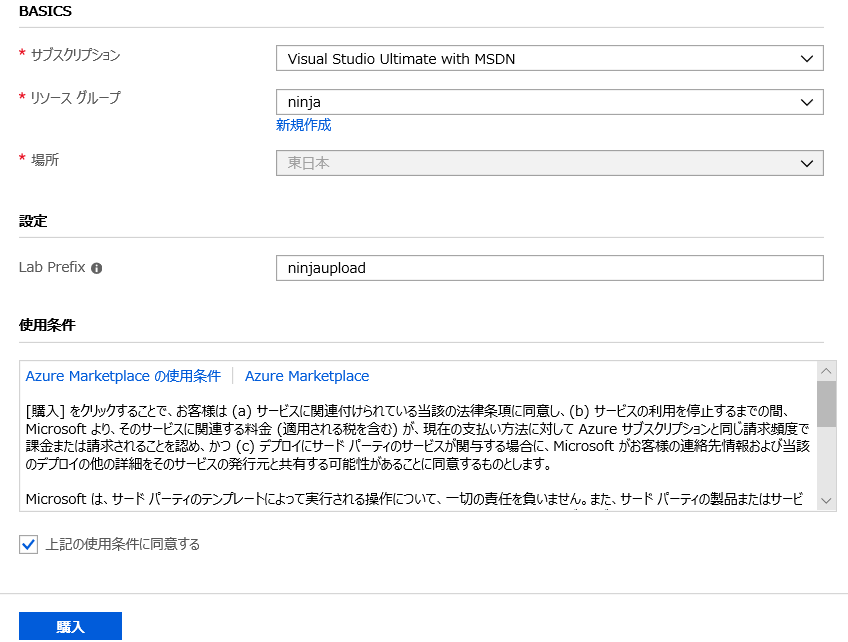 BASICS
* サブスクリプション
Visual Studio Ultimate with MSDN
* リソース グループ
ninja
新規作成
* 場所
東日本
設定
Lab Prefix
ninjaupload
使用条件
Azure Marketplace の使用条件 | Azure Marketplace
[購入] をクリックすることで、お客様は (a) サービスに関連付けられている当該の法律条項に同意し、(b) サービスの利用を停止するまでの間、
Microsoft より、そのサービスに関連する料金 (適用される税を含む) が、現在の支払い方法に対して Azure サブスクリプションと同じ請求頻度で
課金または請求されることを認め、かつ (c) デプロイにサード パーティのサービスが関与する場合に、Microsoft がお客様の連絡先情報および当該
のデプロイの他の詳細をそのサービスの発行元と共有する可能性があることに同意するものとします。
Microsoft は、サード パーティのテンプレートによって実行される操作について、一切の責任を負いません。また、サード パーティの製品またはサービ
上記の使用条件に同意する
購入